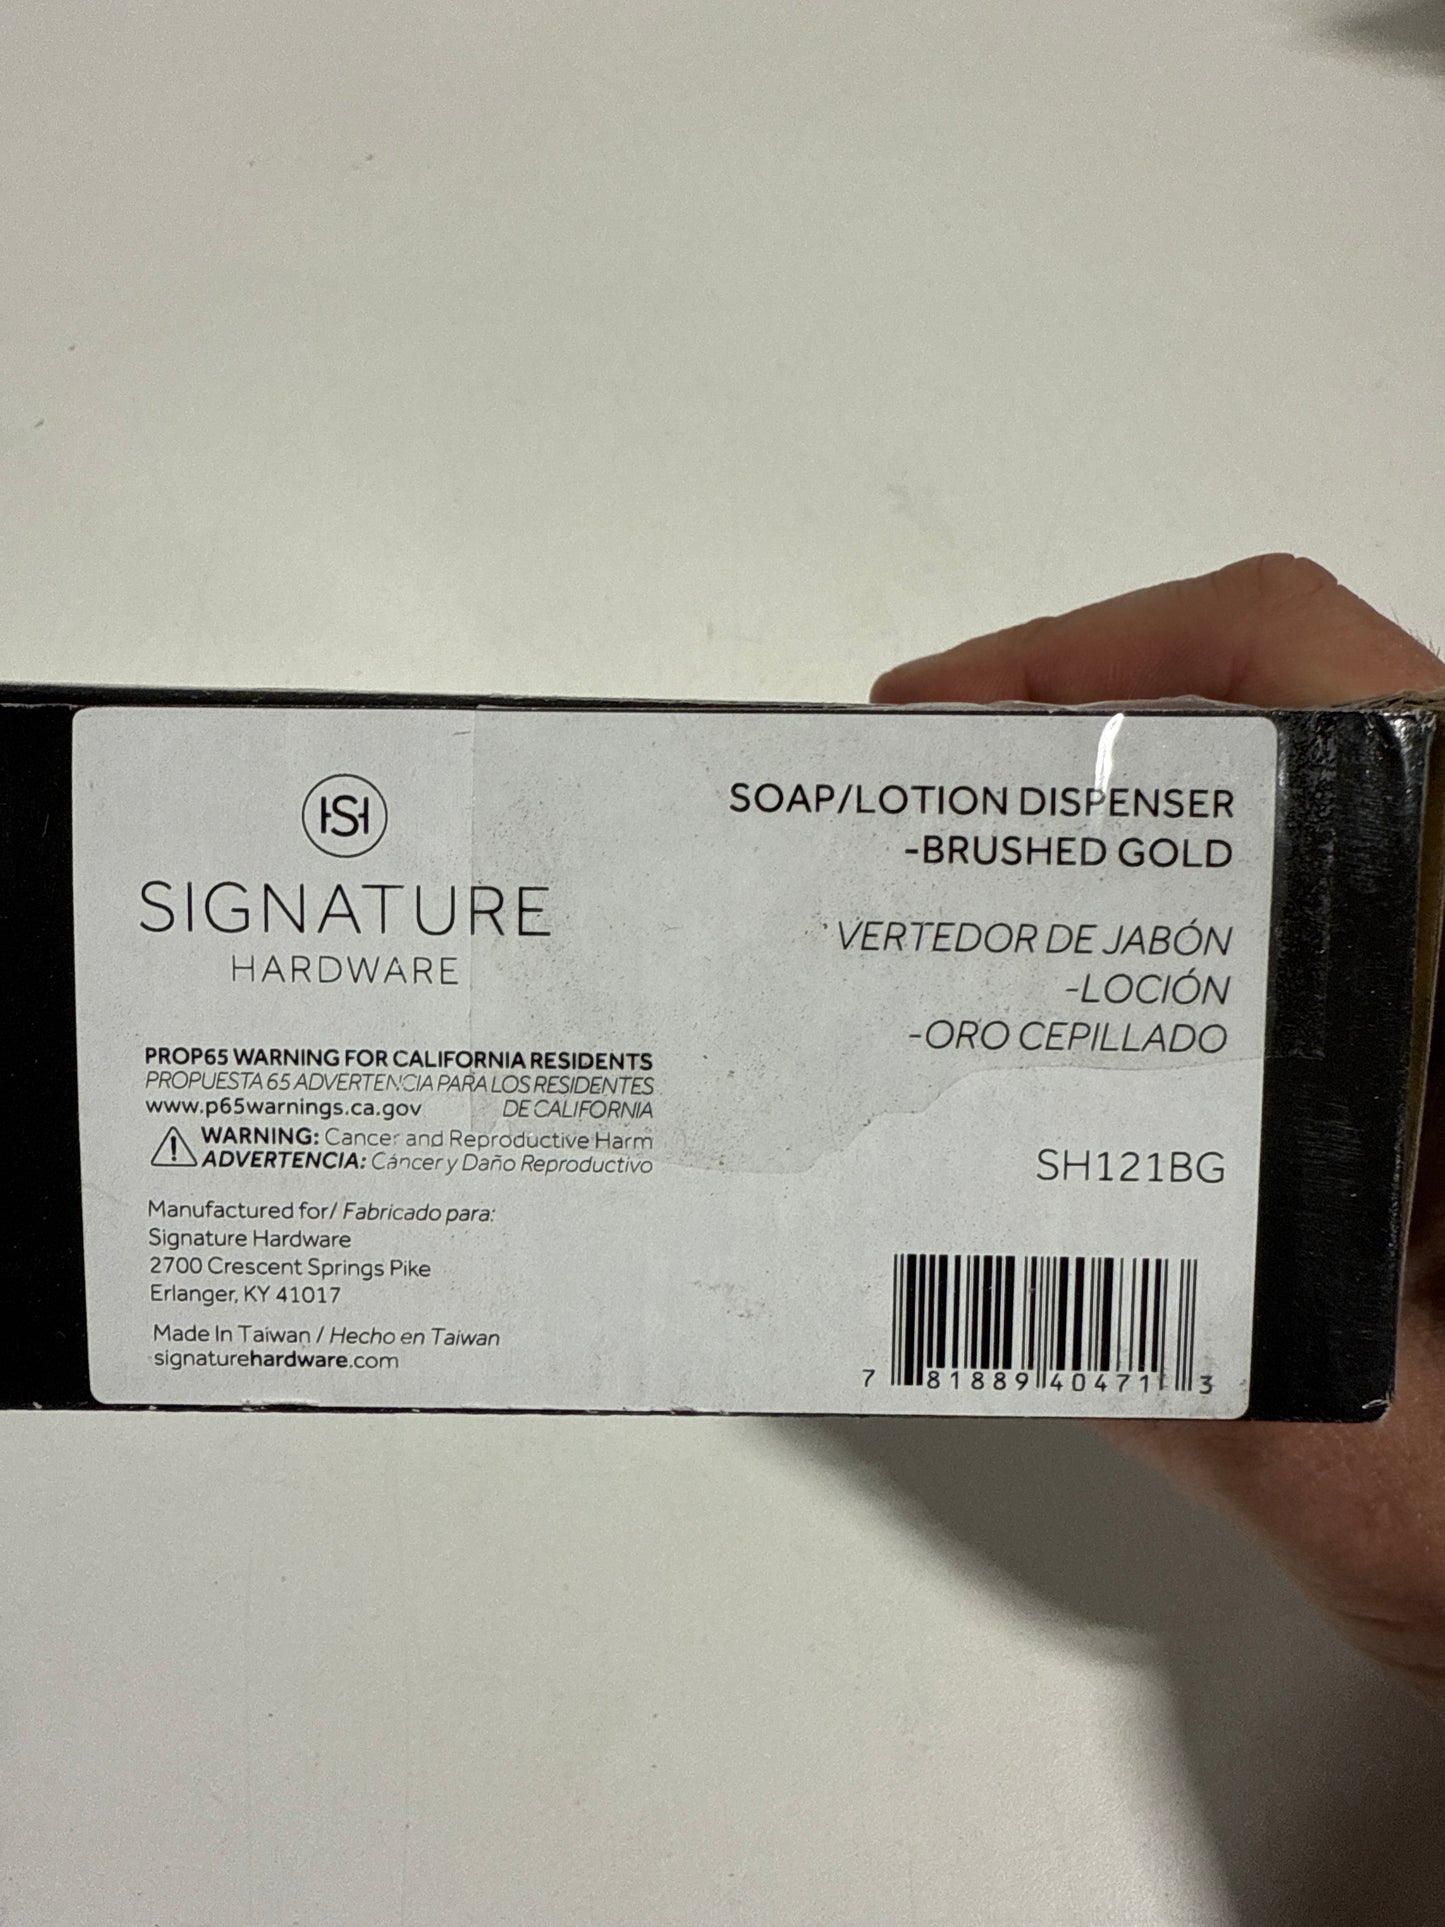 SH
SIGNATURE
HARDWARE
PROP65 WARNING FOR CALIFORNIA RESIDENTS
PROPUESTA 65 ADVERTENCIA PARA LOS RESIDENTES
www.p65warnings.ca.gov DE CALIFORNIA
WARNING: Cancer and Reproductive Harm
ADVERTENCIA: Cáncer y Daño Reproductivo
Manufactured for/ Fabricado para:
Signature Hardware
2700 Crescent Springs Pike
Erlanger, KY 41017
Made In Taiwan / Hecho en Taiwan
signaturehardware.com
SOAP/LOTION DISPENSER
-BRUSHED GOLD
VERTEDOR DE JABÓN
-LOCIÓN
-ORO CEPILLADO
SH121BG
7 81889 40471 3